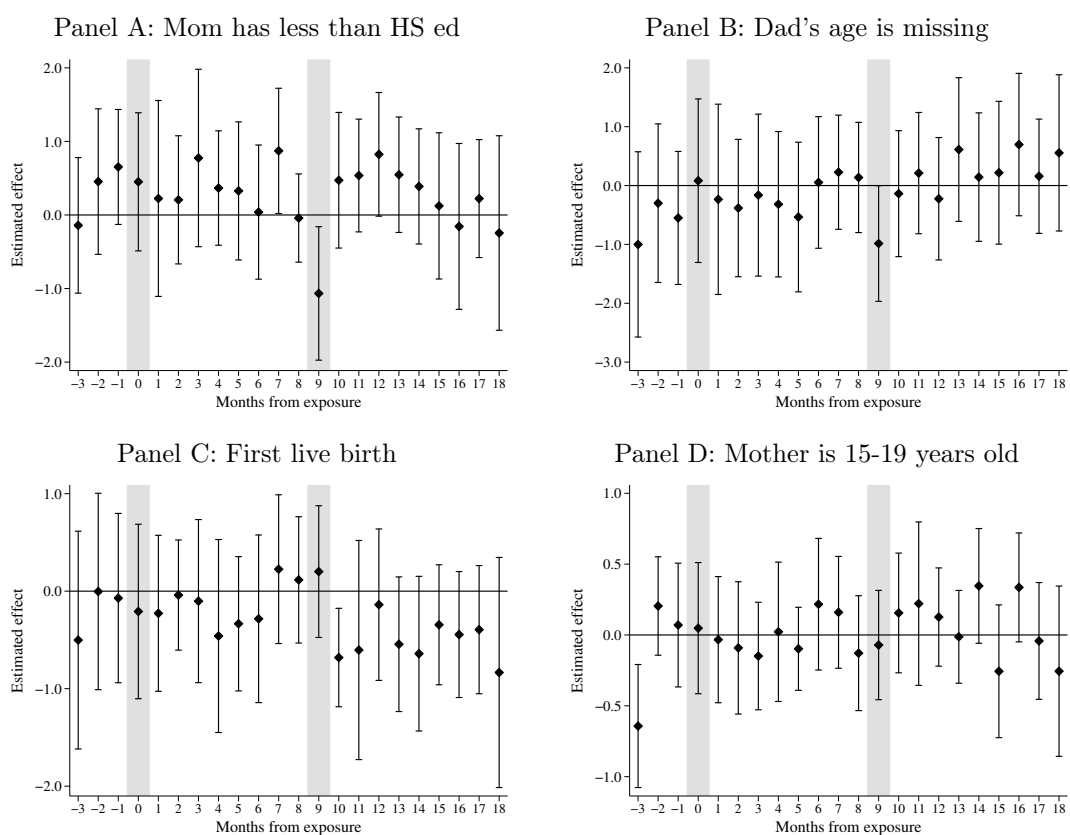 Panel A: Mom has less than HS ed
2.0
1.0
0.0
−1.0
−2.0
Estimated effect
−3 −2 −1 0 1 2 3 4 5 6 7 8 9 10 11 12 13 14 15 16 17 18
Months from exposure
Panel B: Dad's age is missing
2.0
1.0
0.0
−1.0
−2.0
−3.0
Estimated effect
−3 −2 −1 0 1 2 3 4 5 6 7 8 9 10 11 12 13 14 15 16 17 18
Months from exposure
Panel C: First live birth
1.0
0.0
−1.0
−2.0
Estimated effect
−3 −2 −1 0 1 2 3 4 5 6 7 8 9 10 11 12 13 14 15 16 17 18
Months from exposure
Panel D: Mother is 15-19 years old
1.0
0.5
0.0
−0.5
−1.0
Estimated effect
−3 −2 −1 0 1 2 3 4 5 6 7 8 9 10 11 12 13 14 15 16 17 18
Months from exposure